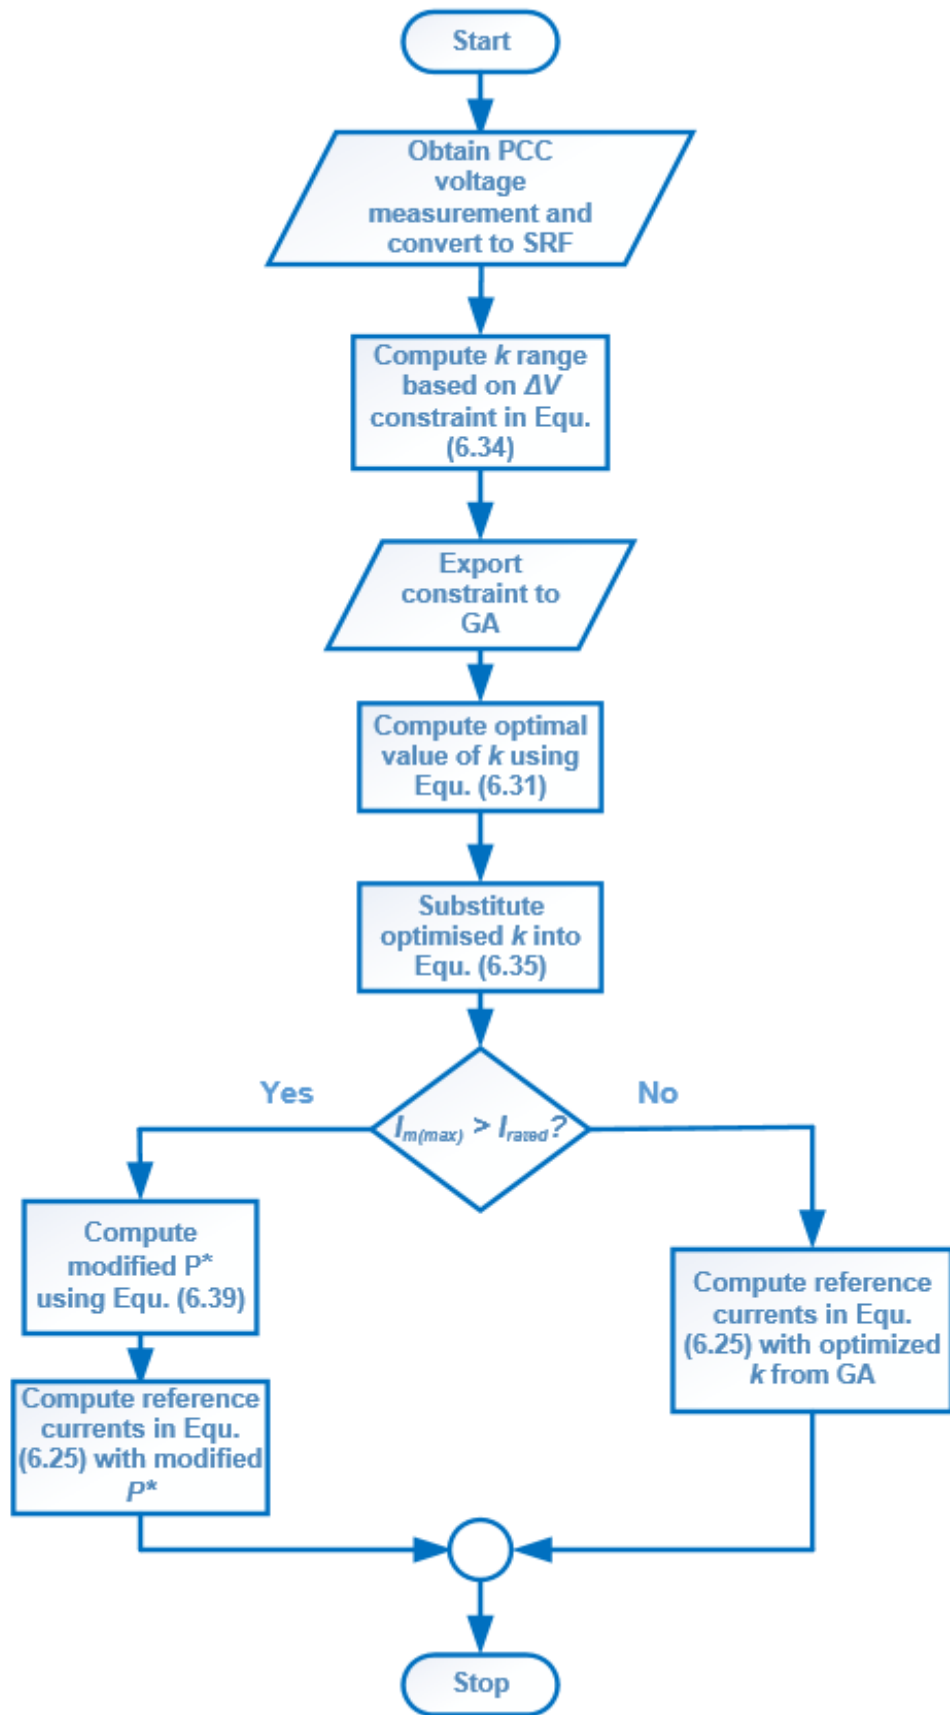 Start
Obtain PCC
voltage
measurement and
convert to SRF
Compute k range
based on ΔV
constraint in Equ.
(6.34)
Export
constraint to
GA
Compute optimal
value of k using
Equ. (6.31)
Substitute
optimised k into
Equ. (6.35)
Yes
No
I_m(max) > I_rated?
Compute
modified P*
using Equ. (6.39)
Compute reference
currents in Equ.
(6.25) with optimized
k from GA
Compute reference
currents in Equ.
(6.25) with modified
P*
Stop